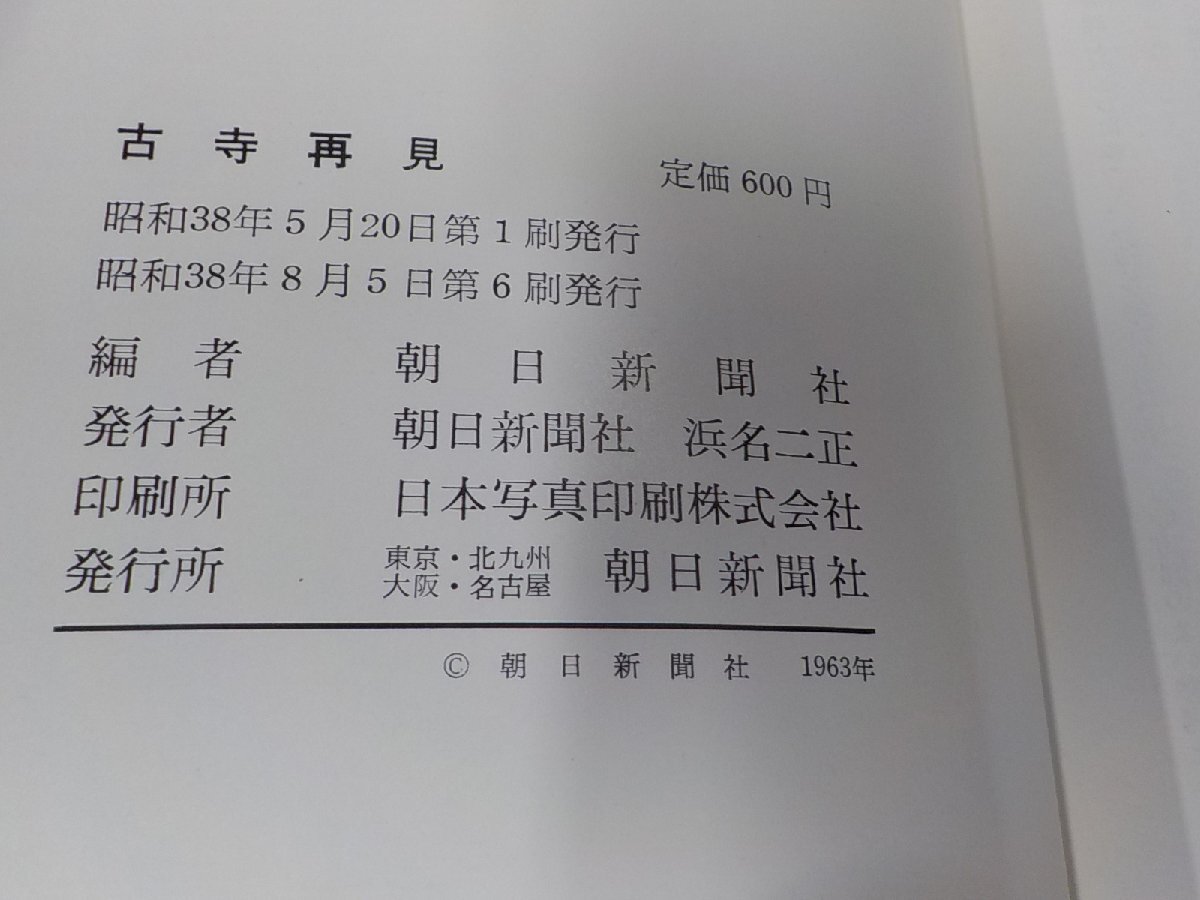 古寺再見
定価600円
昭和38年5月20日第1刷発行
昭和38年8月5日第6刷発行
編者 朝日新聞社
発行者 朝日新聞社 浜名二正
印刷所 日本写真印刷株式会社
発行所 東京・北九州 大阪・名古屋 朝日新聞社
© 朝日新聞社 1963年